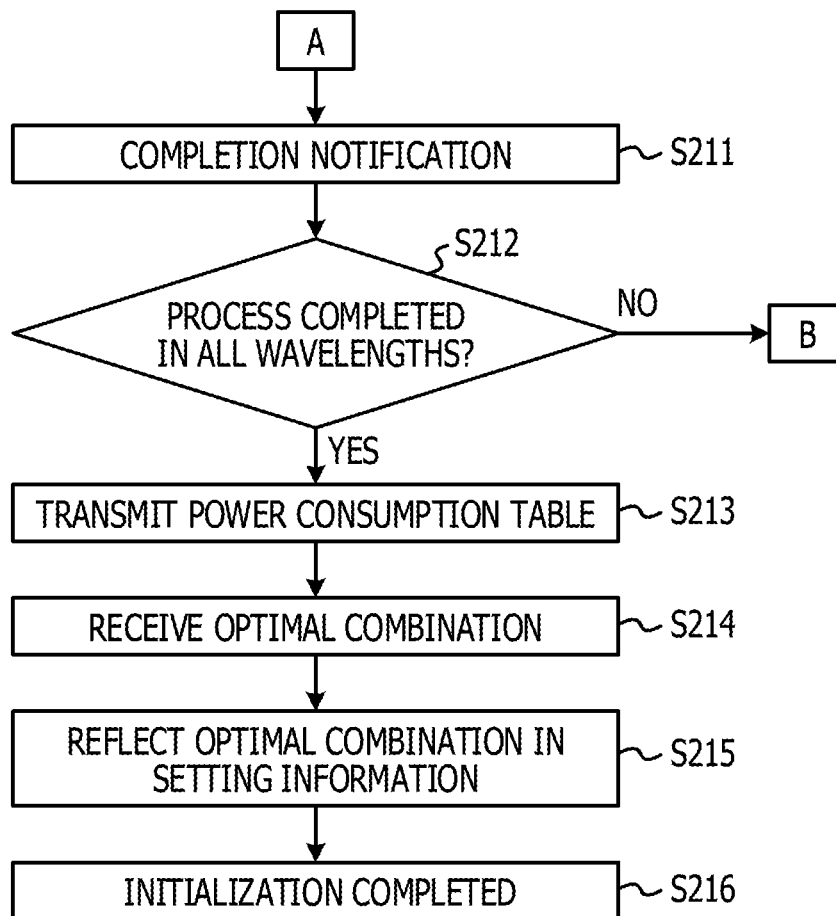 A
COMPLETION NOTIFICATION
S211
S212
PROCESS COMPLETED
IN ALL WAVELENGTHS?
NO
B
YES
TRANSMIT POWER CONSUMPTION TABLE
S213
RECEIVE OPTIMAL COMBINATION
S214
REFLECT OPTIMAL COMBINATION IN
SETTING INFORMATION
S215
INITIALIZATION COMPLETED
S216